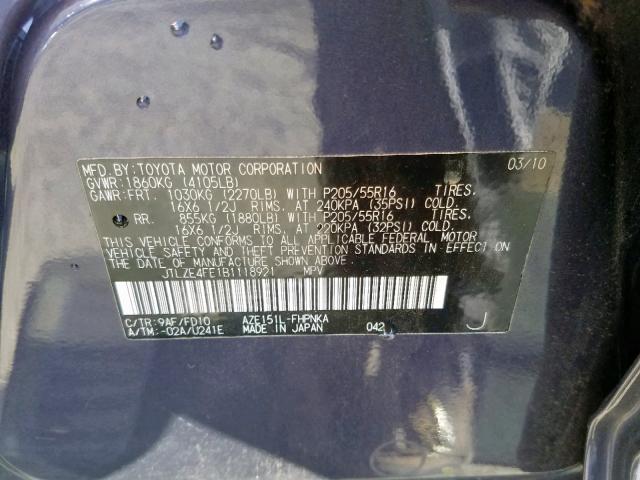 MFD. BY: TOYOTA MOTOR CORPORATION 03/10
GVWR: 1860KG (4105LB)
GAWR: FRT. 1030KG (2270LB) WITH P205/55R16 TIRES.
16X6 1/2J RIMS. AT 240KPA (35PSI) COLD.
RR. 855KG (1880LB) WITH P205/55R16 TIRES.
16X6 1/2J RIMS. AT 220KPA (32PSI) COLD.
THIS VEHICLE CONFORMS TO ALL APPLICABLE FEDERAL MOTOR
VEHICLE SAFETY AND THEFT PREVENTION STANDARDS IN EFFECT ON
THE DATE OF MANUFACTURE SHOWN ABOVE.
JTLZE4FE1B1118921 MPV
C/TR: 9AF/FD10 AZE151L-FHPNKA
A/TM: -02A/U241E MADE IN JAPAN 042 J